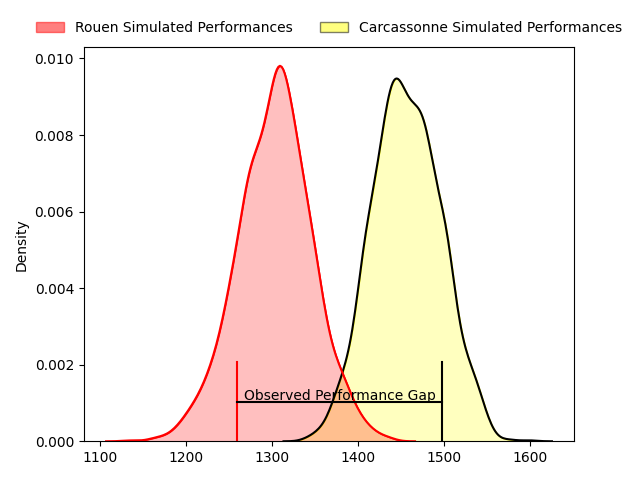 Rouen Simulated Performances
Carcassonne Simulated Performances
0.010
0.008
0.006
0.004
0.002
0.000
Density
Observed Performance Gap
1100 1200 1300 1400 1500 1600